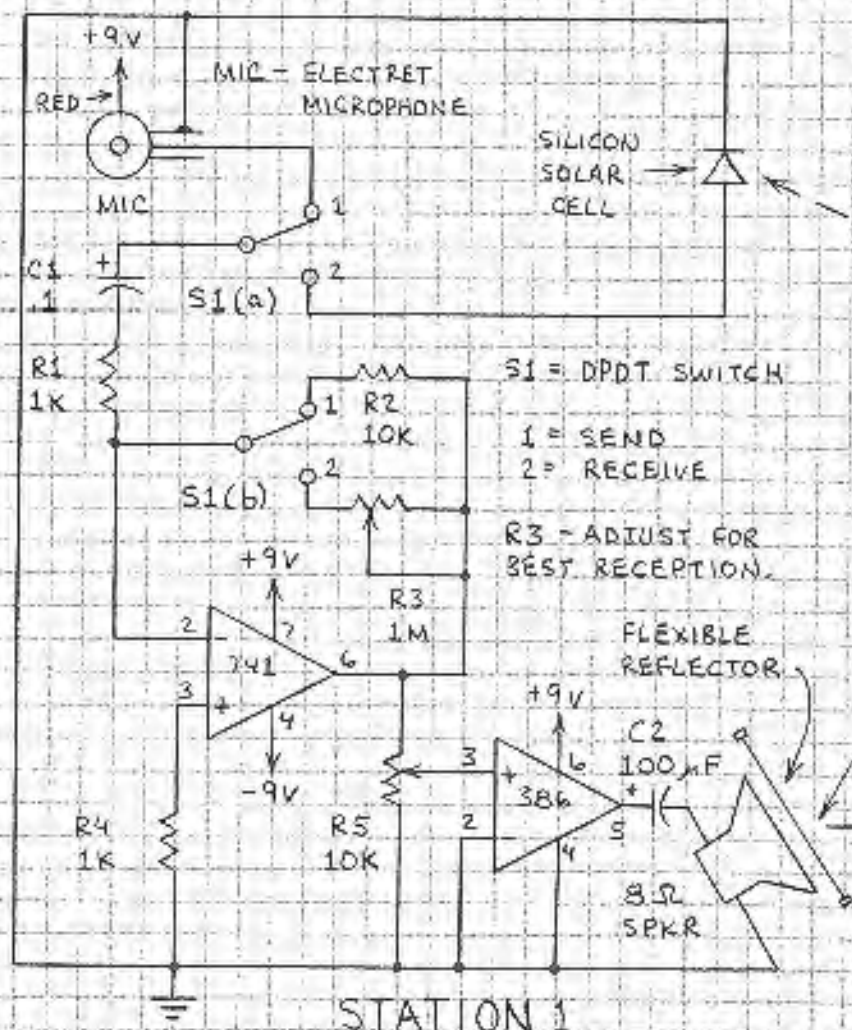 +9V
MIC - ELECTRET
MICROPHONE
RED
MIC
SILICON
SOLAR
CELL
1
+
C1
.1
S1(a)
2
R1
1K
S1 = DPDT SWITCH
1
R2
10K
1 = SEND
2 = RECEIVE
2
S1(b)
R3 - ADJUST FOR
BEST RECEPTION.
+9V
R3
1M
2
-
7
741
6
3
+
4
-9V
FLEXIBLE
REFLECTOR
+9V
C2
100 µF
3
+
6
+
386
5
2
-
4
R4
1K
R5
10K
8 Ω
SPKR
STATION 1